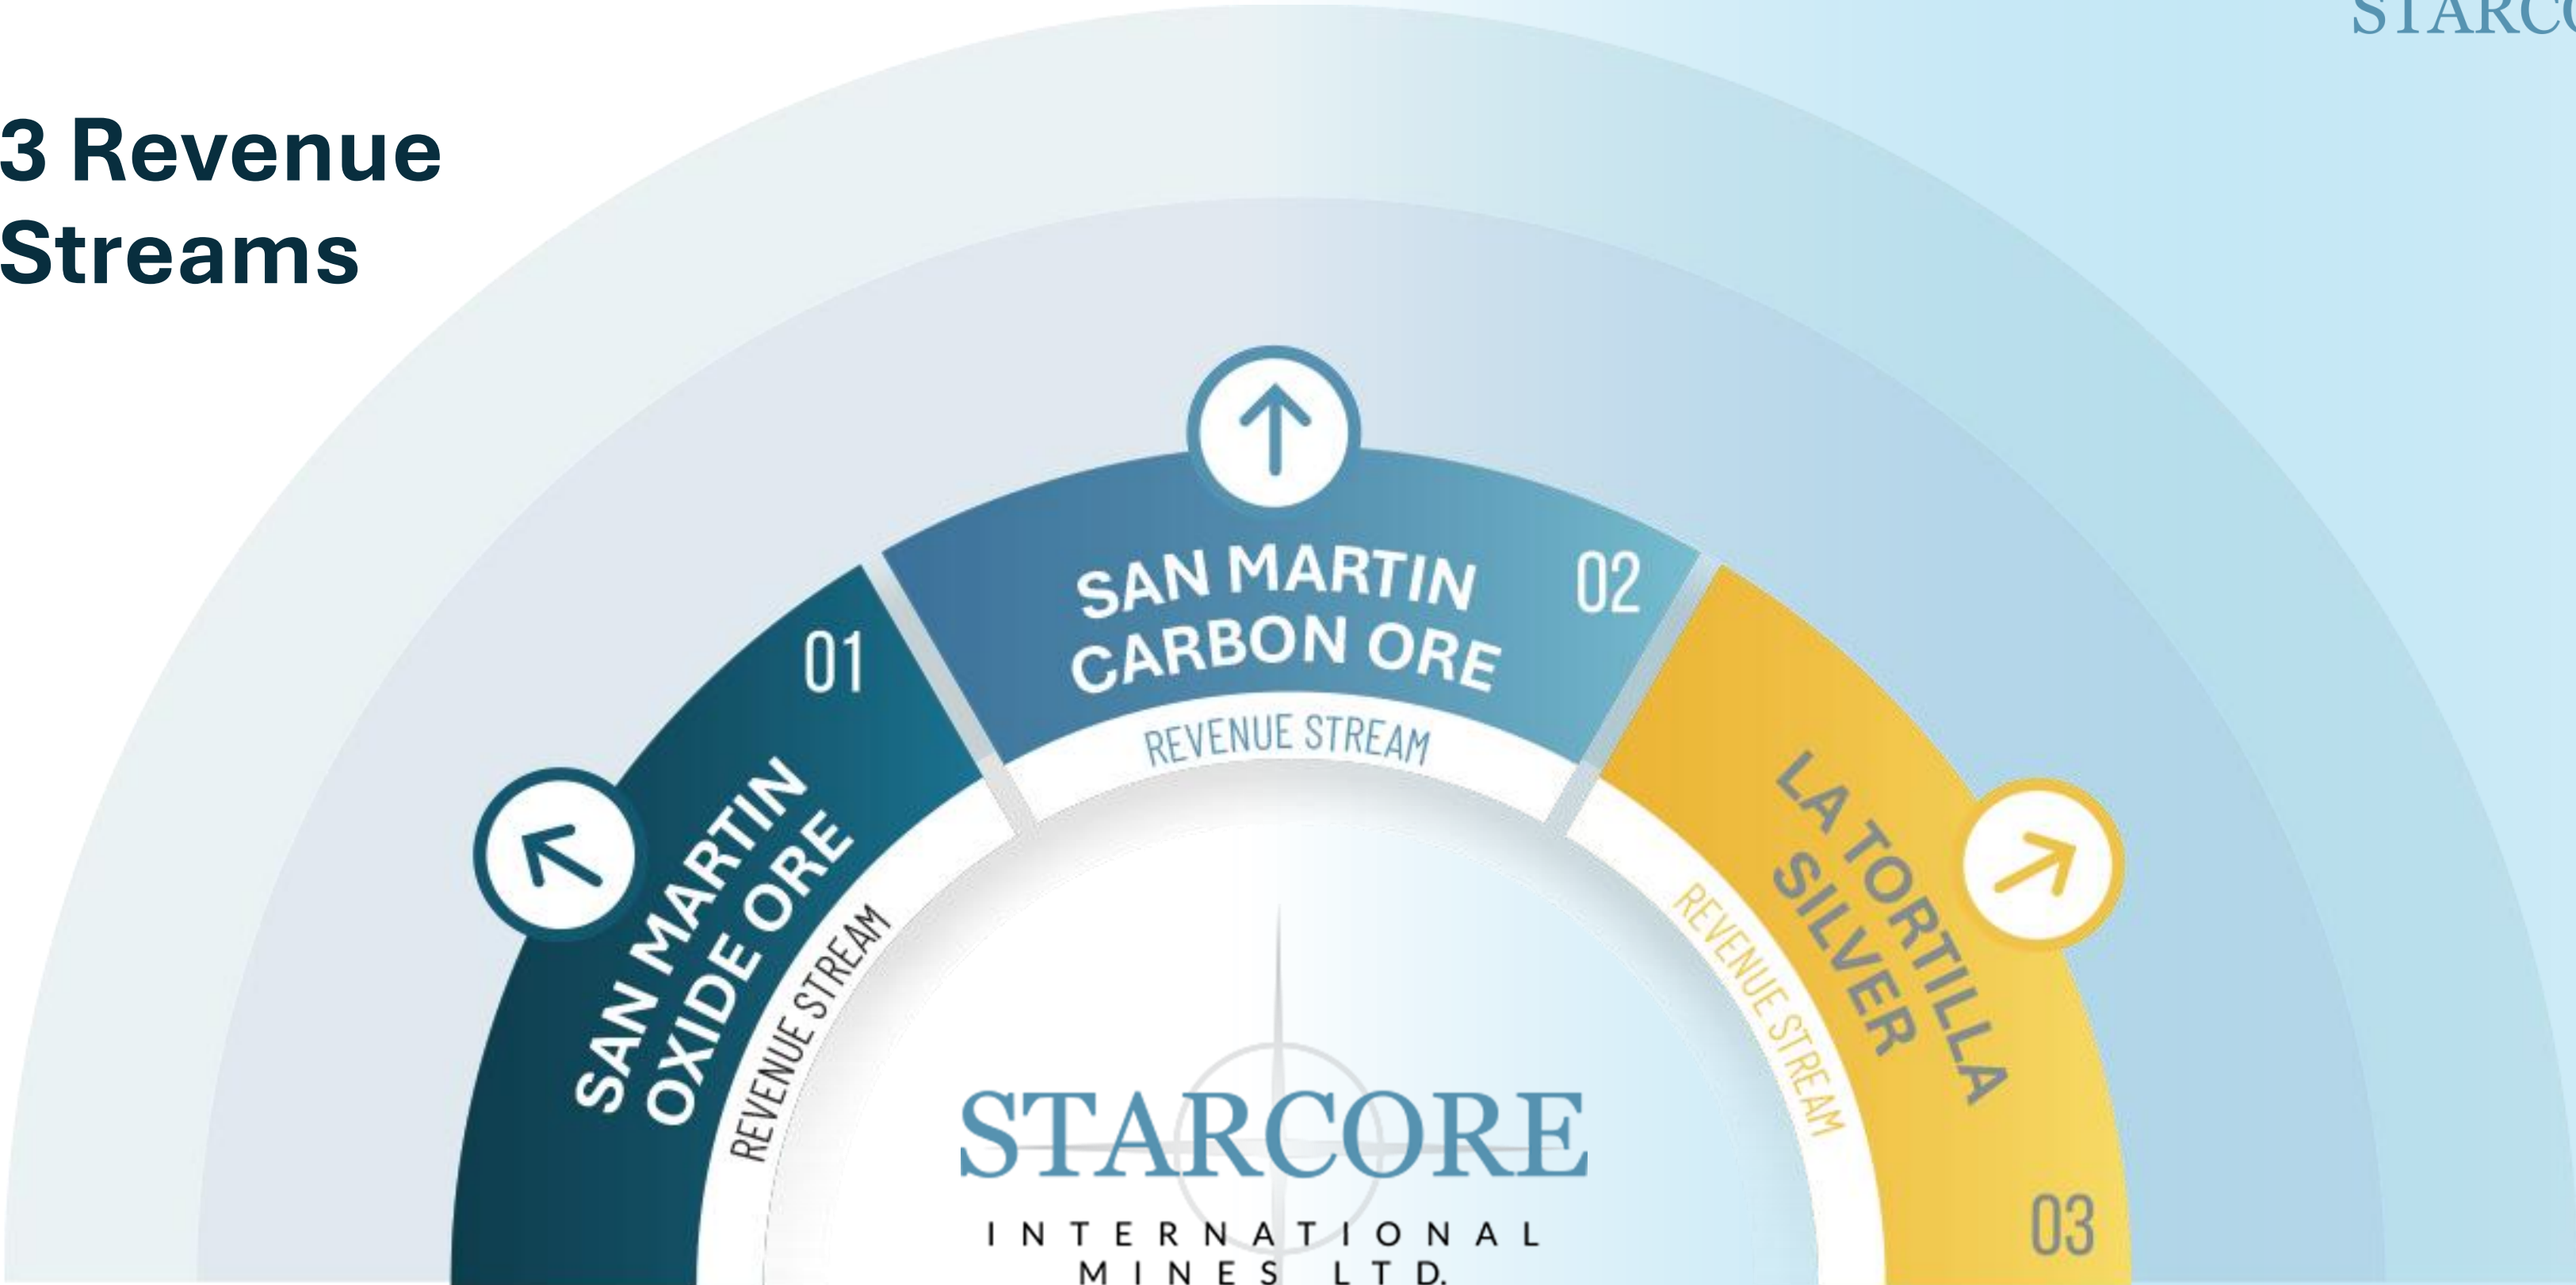 STARCO
3 Revenue
Streams
01
SAN MARTIN
OXIDE ORE
REVENUE STREAM
02
SAN MARTIN
CARBON ORE
REVENUE STREAM
LA TORTILLA
SILVER
REVENUE STREAM
03
STARCORE
INTERNATIONAL
MINES LTD.